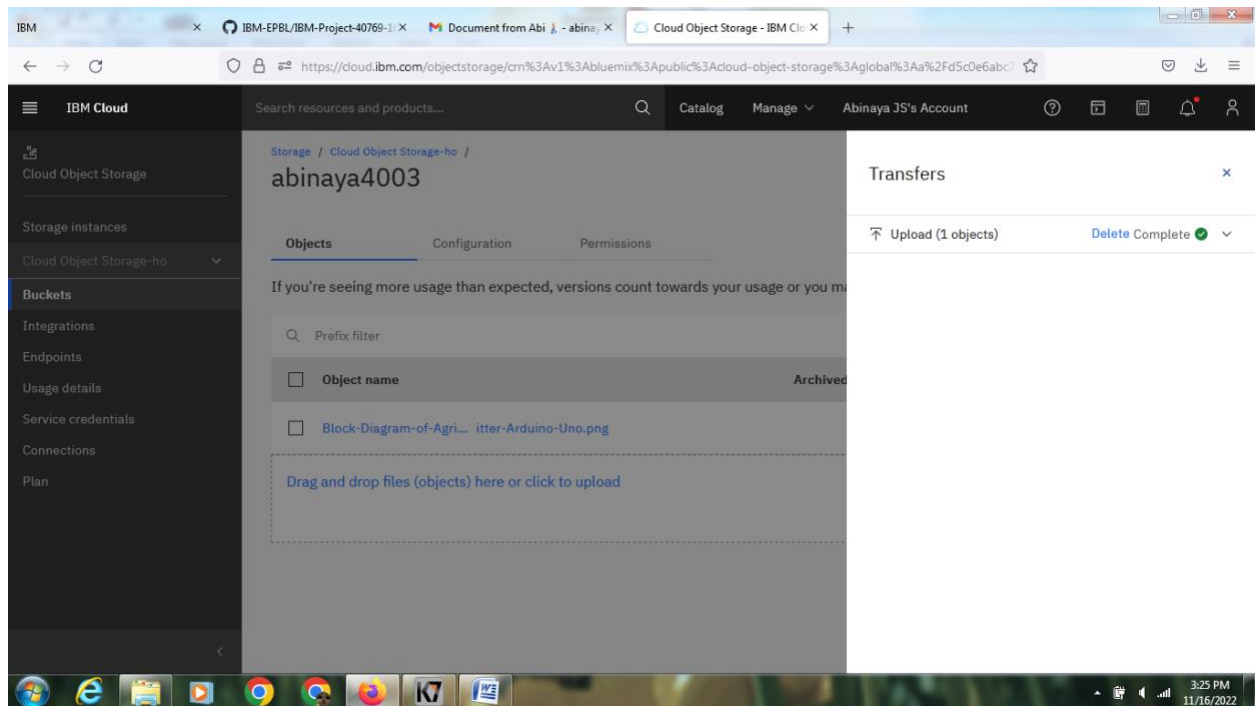 IBM
IBM-EPBL/IBM-Project-40769-1
Document from Abi - abinay
Cloud Object Storage - IBM Clo
https://cloud.ibm.com/objectstorage/crn%3Av1%3Abluemix%3Apublic%3Acloud-object-storage%3Aglobal%3Aa%2Fd5c0e6abc7
IBM Cloud
Search resources and products...
Catalog
Manage
Abinaya JS's Account
Cloud Object Storage
Storage instances
Cloud Object Storage-ho
Buckets
Integrations
Endpoints
Usage details
Service credentials
Connections
Plan
Storage / Cloud Object Storage-ho /
abinaya4003
Objects
Configuration
Permissions
If you're seeing more usage than expected, versions count towards your usage or you ma
Prefix filter
Object name
Archived
Block-Diagram-of-Agri... itter-Arduino-Uno.png
Drag and drop files (objects) here or click to upload
Transfers
Upload (1 objects)
Delete Complete
K7
W
3:25 PM
11/16/2022